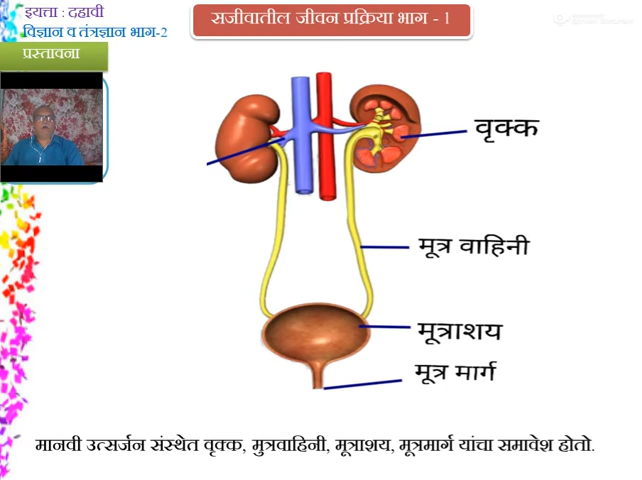 इयत्ता : दहावी
विज्ञान व तंत्रज्ञान भाग-2
सजीवातील जीवन प्रक्रिया भाग - 1
प्रस्तावना
वृक्क
मूत्र वाहिनी
मूत्राशय
मूत्र मार्ग
मानवी उत्सर्जन संस्थेत वृक्क, मुत्रवाहिनी, मूत्राशय, मूत्रमार्ग यांचा समावेश होतो.